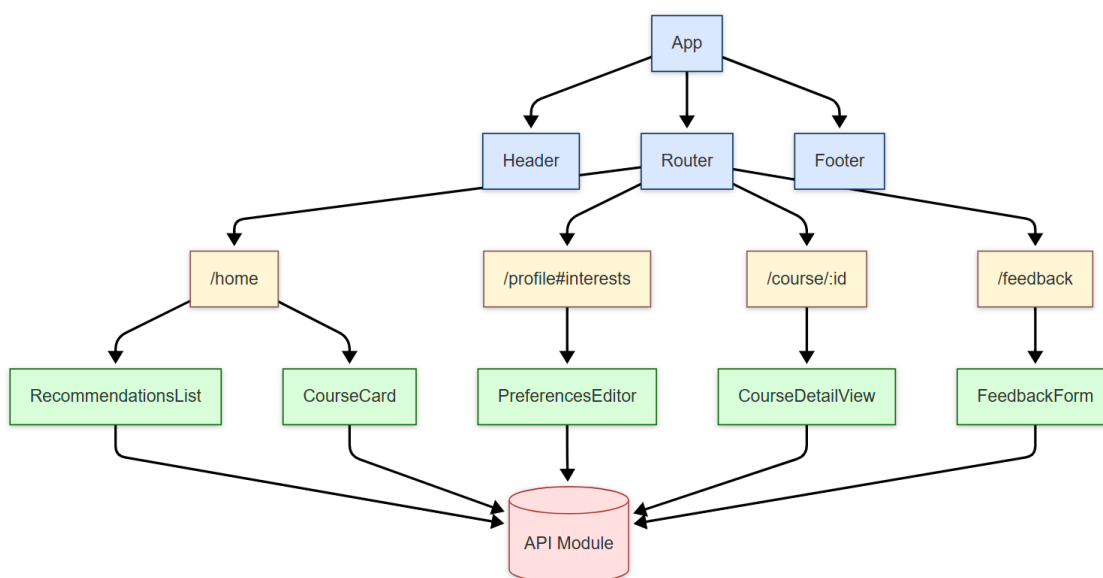 App
Header
Router
Footer
/home
/profile#interests
/course/:id
/feedback
RecommendationsList
CourseCard
PreferencesEditor
CourseDetailView
FeedbackForm
API Module